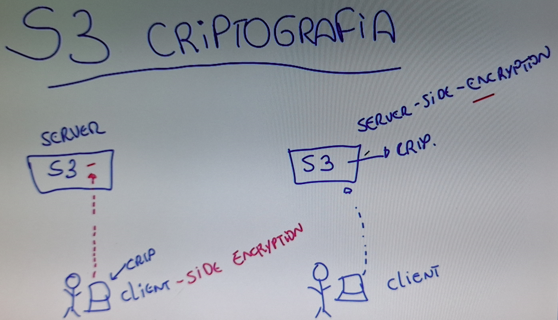 S3 CRIPTOGRAFIA
SERVER
S3
CRIP
CLIENT-SIDE ENCRYPTION
SERVER-SIDE-ENCRYPTION
S3
CRIP.
CLIENT